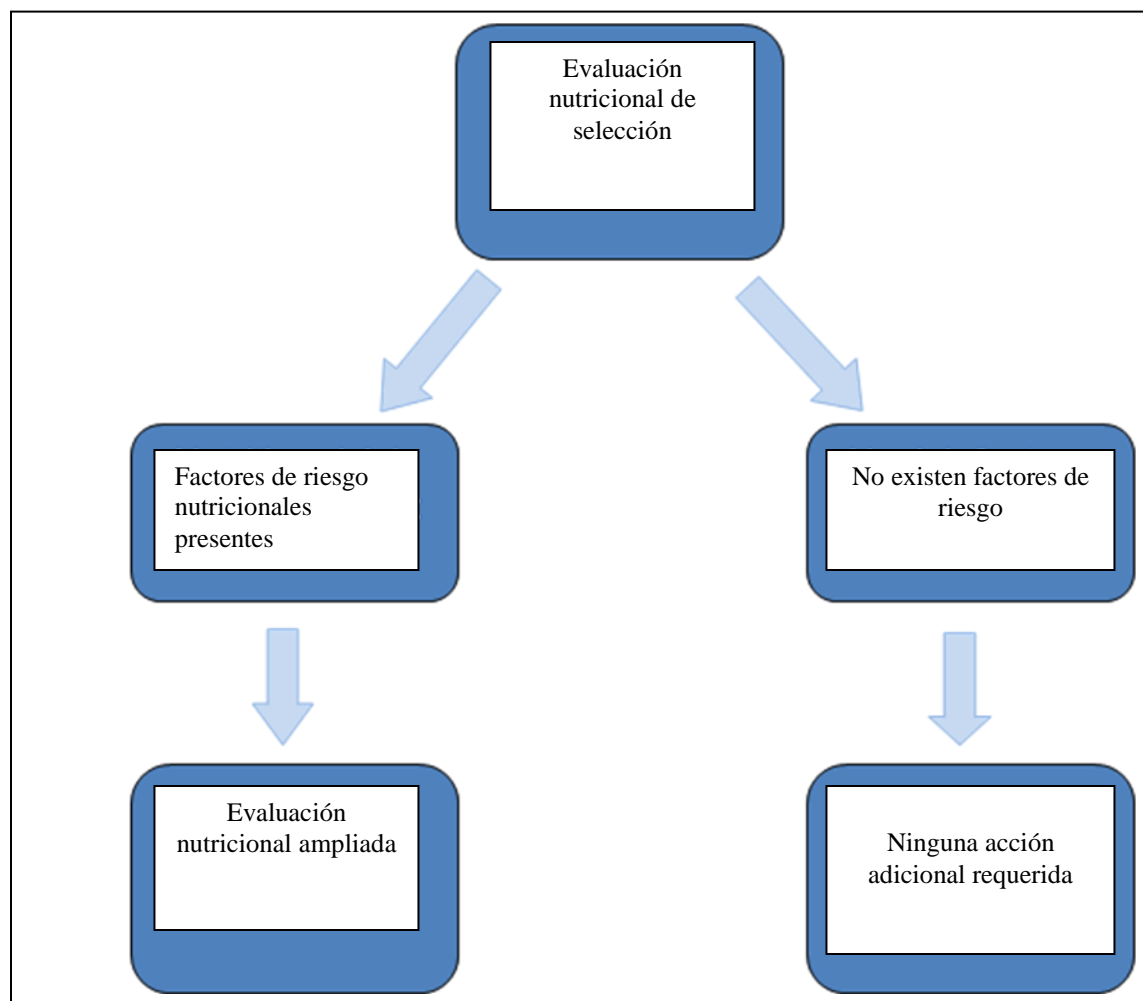 Evaluación
nutricional de
selección
Factores de riesgo
nutricionales
presentes
No existen factores de
riesgo
Evaluación
nutricional ampliada
Ninguna acción
adicional requerida